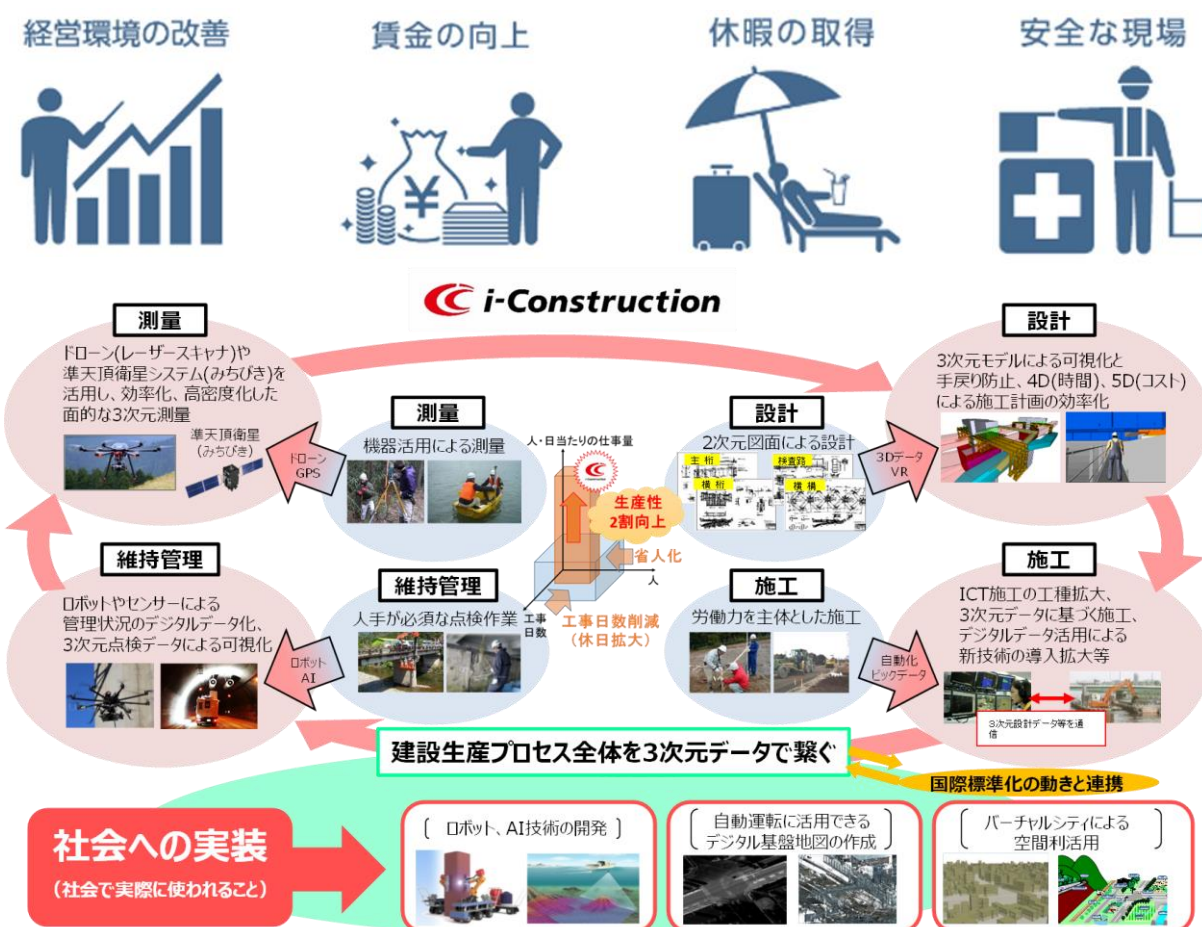 経営環境の改善
賃金の向上
休暇の取得
安全な現場
¥
i-Construction
測量
ドローン(レーザースキャナ)や
準天頂衛星システム(みちびき)を
活用し、効率化、高密度化した
面的な3次元測量
準天頂衛星
(みちびき)
ドローン
GPS
測量
機器活用による測量
人・日当たりの仕事量
生産性
2割向上
省人化
人
工事
日数
工事日数削減
(休日拡大)
設計
2次元図面による設計
主桁
検査路
横桁
横構
3Dデータ
VR
設計
3次元モデルによる可視化と
手戻り防止、4D(時間)、5D(コスト)
による施工計画の効率化
維持管理
ロボットやセンサーによる
管理状況のデジタルデータ化、
3次元点検データによる可視化
ロボット
AI
維持管理
人手が必須な点検作業
施工
労働力を主体とした施工
自動化
ビックデータ
施工
ICT施工の工種拡大、
3次元データに基づく施工、
デジタルデータ活用による
新技術の導入拡大等
3次元設計データ等を通
信
建設生産プロセス全体を3次元データで繋ぐ
国際標準化の動きと連携
社会への実装
(社会で実際に使われること)
ロボット、AI技術の開発
自動運転に活用できる
デジタル基盤地図の作成
バーチャルシティによる
空間利活用